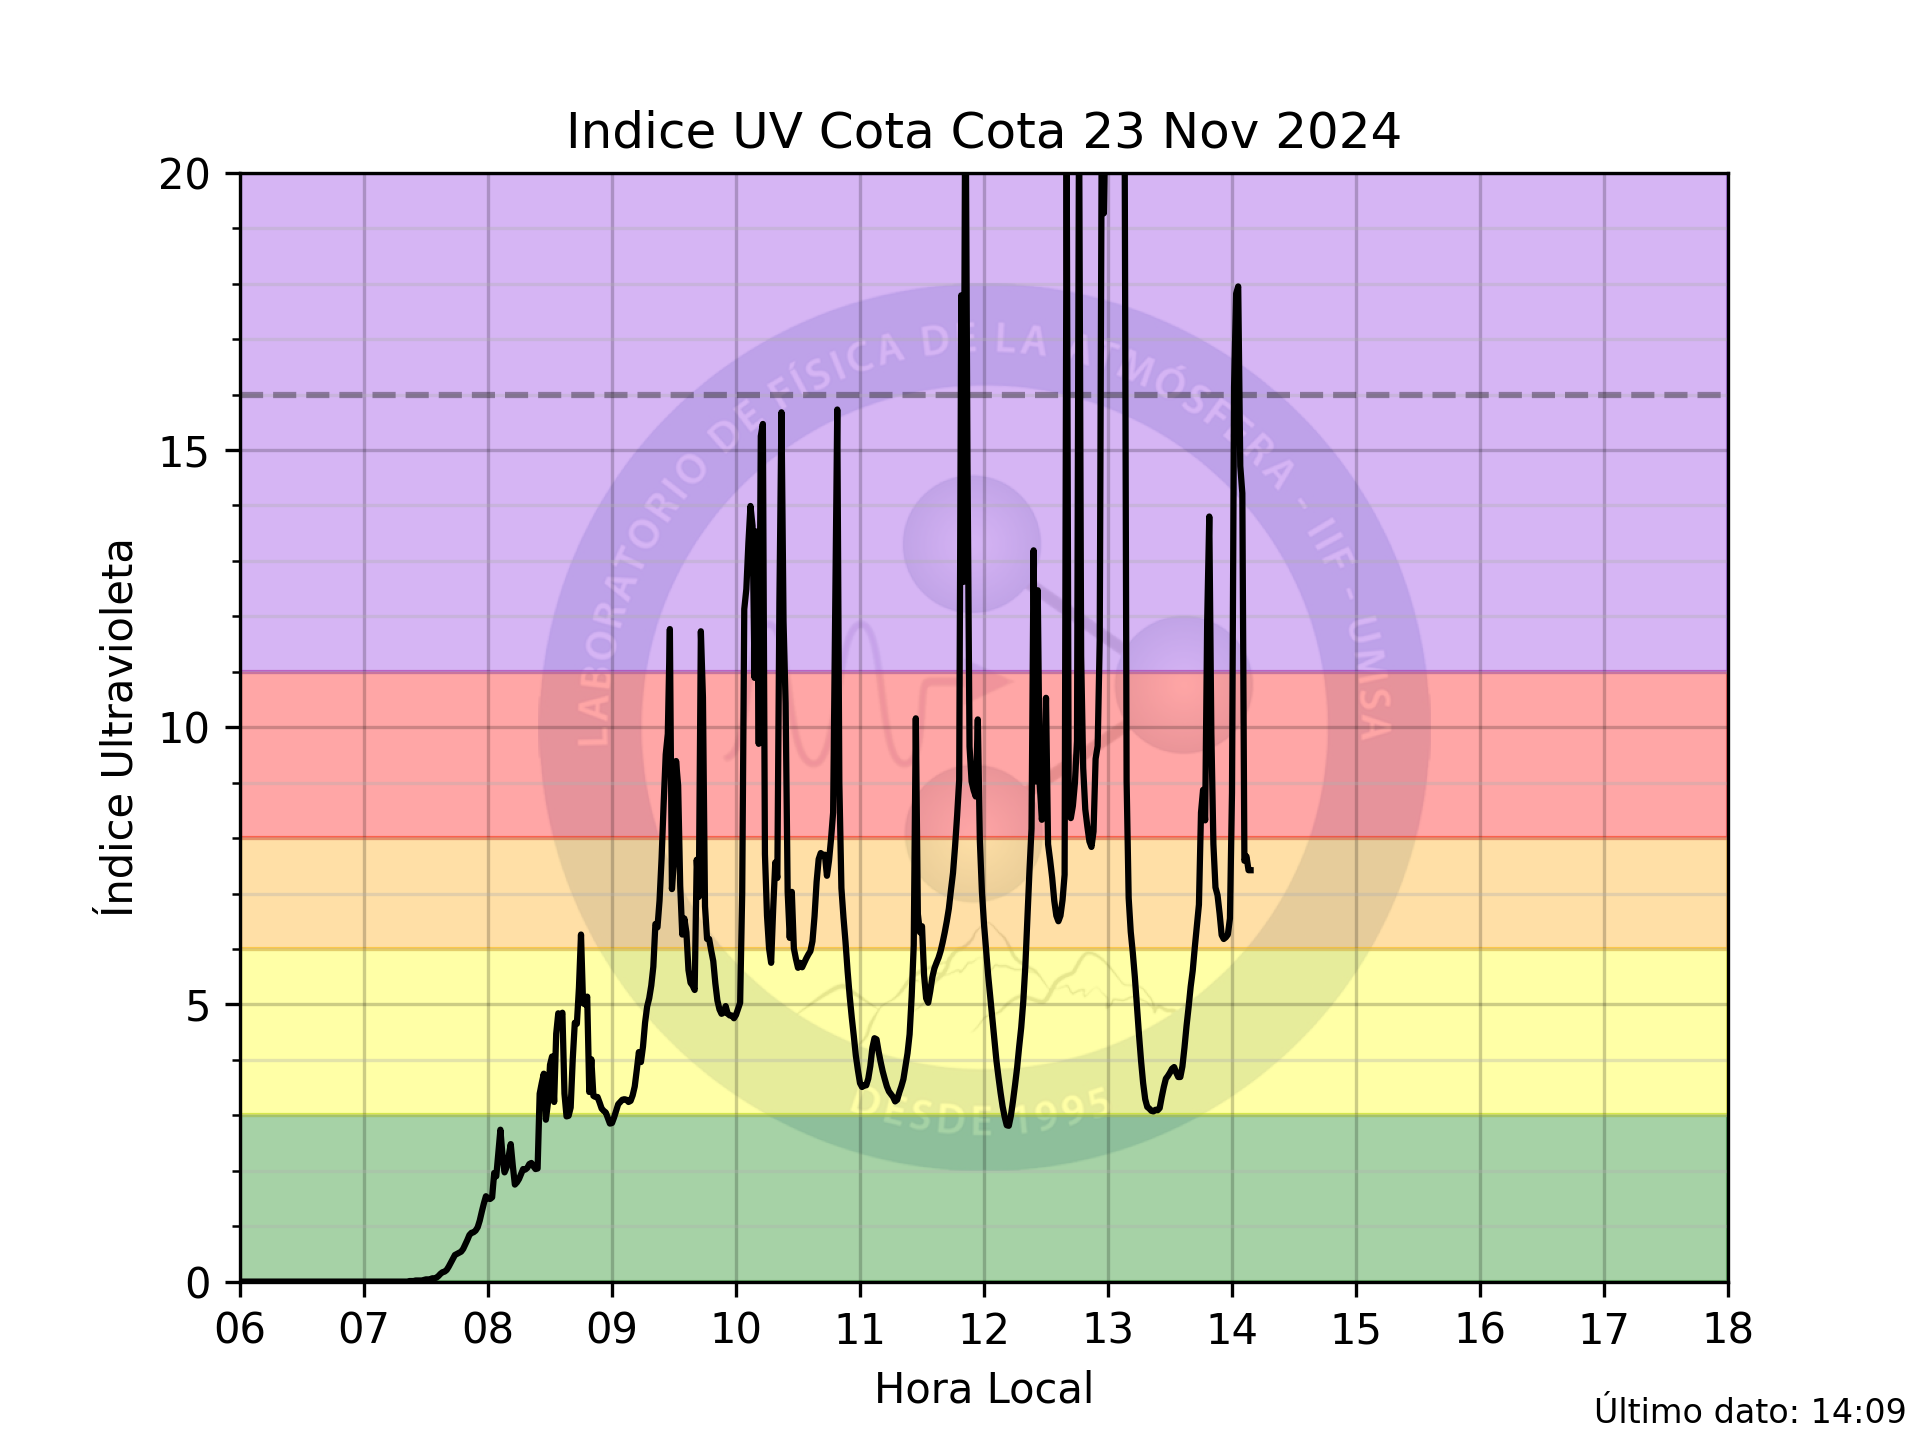 Indice UV Cota Cota 23 Nov 2024
20
15
10
5
0
Índice Ultravioleta
LABORATORIO DE FÍSICA DE LA ATMÓSFERA - IIF - UMSA
DESDE 1995
06 07 08 09 10 11 12 13 14 15 16 17 18
Hora Local
Último dato: 14:09